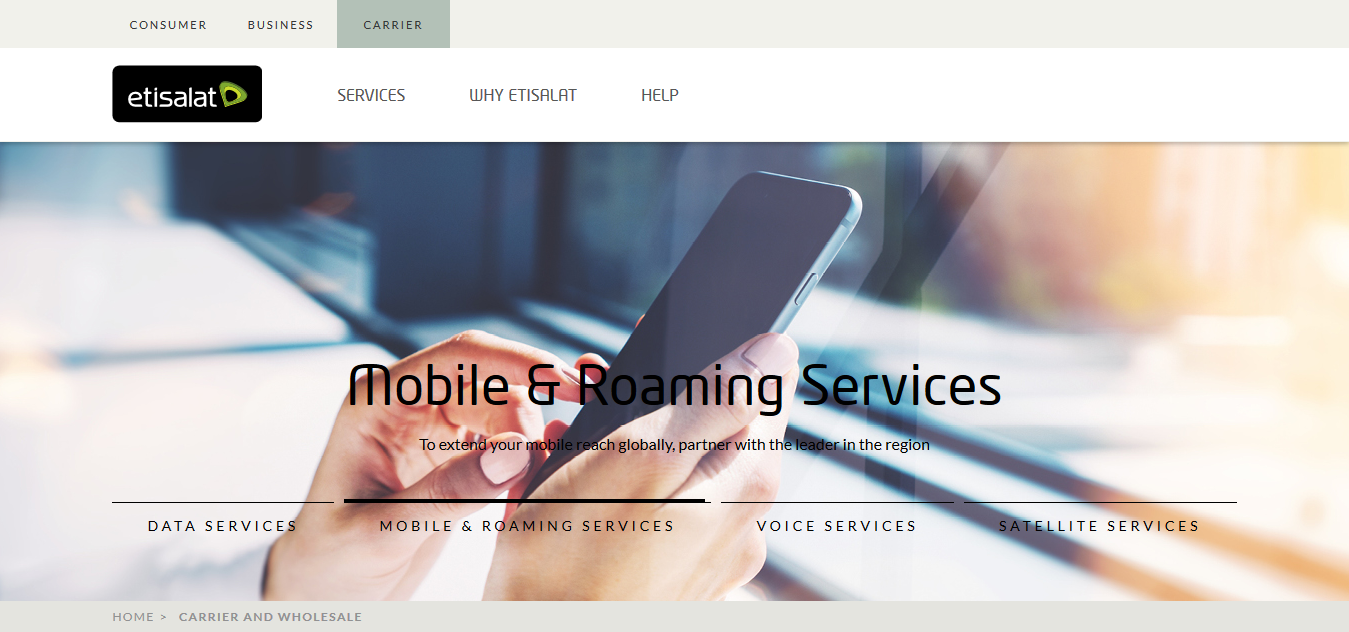 CONSUMER BUSINESS CARRIER
etisalat SERVICES WHY ETISALAT HELP
Mobile & Roaming Services
To extend your mobile reach globally, partner with the leader in the region
DATA SERVICES MOBILE & ROAMING SERVICES VOICE SERVICES SATELLITE SERVICES
HOME > CARRIER AND WHOLESALE